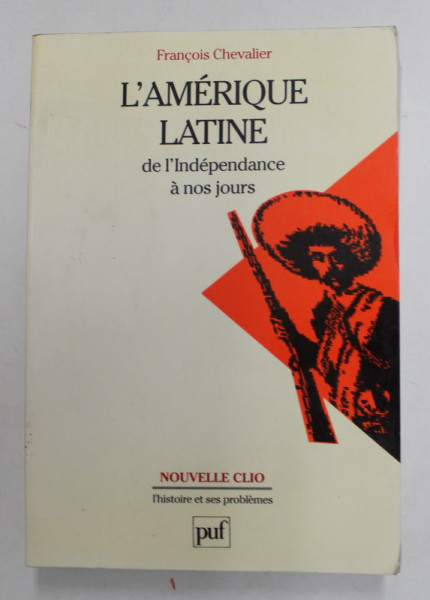 François Chevalier
L'AMÉRIQUE
LATINE
de l'Indépendance
à nos jours
NOUVELLE CLIO
l'histoire et ses problèmes
puf